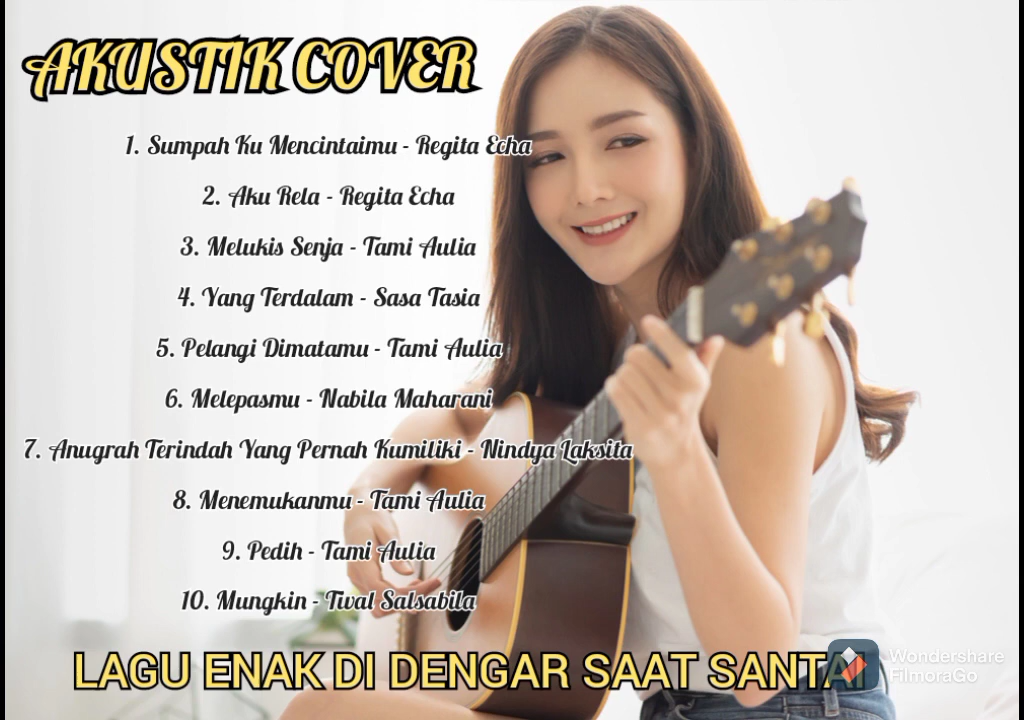 AKUSTIK COVER
1. Sumpah Ku Mencintaimu - Regita Echa
2. Aku Rela - Regita Echa
3. Melukis Senja - Tami Aulia
4. Yang Terdalam - Sasa Tasia
5. Pelangi Dimatamu - Tami Aulia
6. Melepasmu - Nabila Maharani
7. Anugrah Terindah Yang Pernah Kumiliki - Nindya Laksita
8. Menemukanmu - Tami Aulia
9. Pedih - Tami Aulia
10. Mungkin - Tival Salsabila
LAGU ENAK DI DENGAR SAAT SANTAI
Wondershare
FilmoraGo